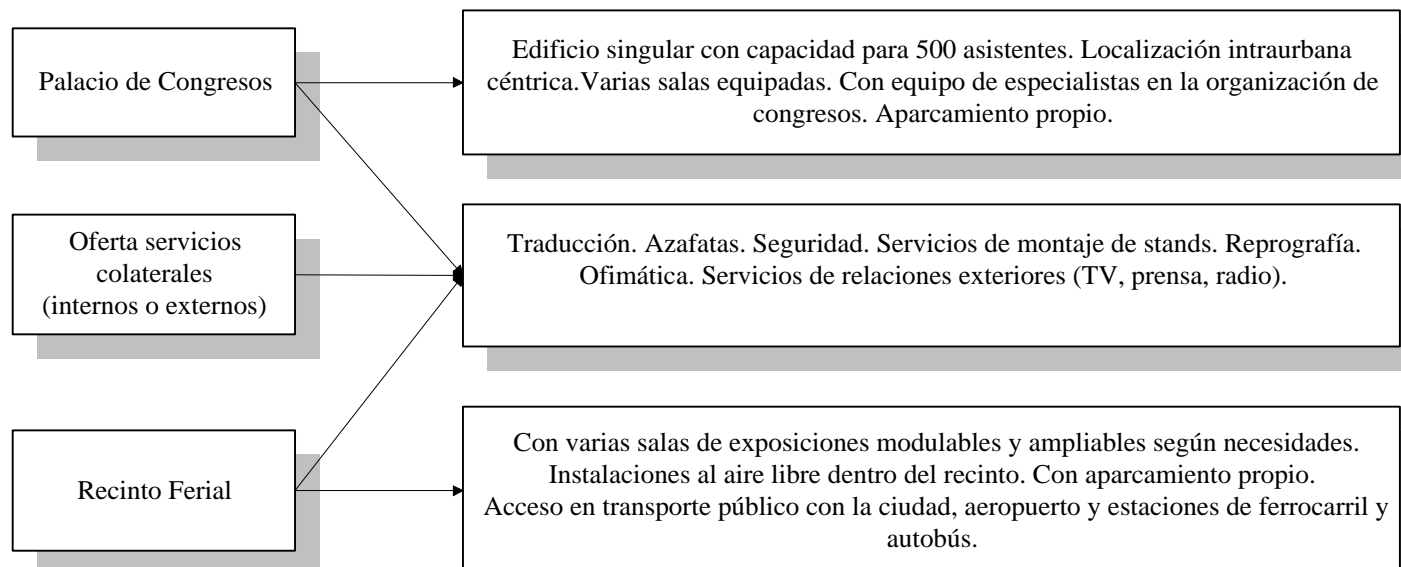 Palacio de Congresos
Edificio singular con capacidad para 500 asistentes. Localización intraurbana
céntrica.Varias salas equipadas. Con equipo de especialistas en la organización de
congresos. Aparcamiento propio.
Oferta servicios
colaterales
(internos o externos)
Traducción. Azafatas. Seguridad. Servicios de montaje de stands. Reprografía.
Ofimática. Servicios de relaciones exteriores (TV, prensa, radio).
Recinto Ferial
Con varias salas de exposiciones modulables y ampliables según necesidades.
Instalaciones al aire libre dentro del recinto. Con aparcamiento propio.
Acceso en transporte público con la ciudad, aeropuerto y estaciones de ferrocarril y
autobús.